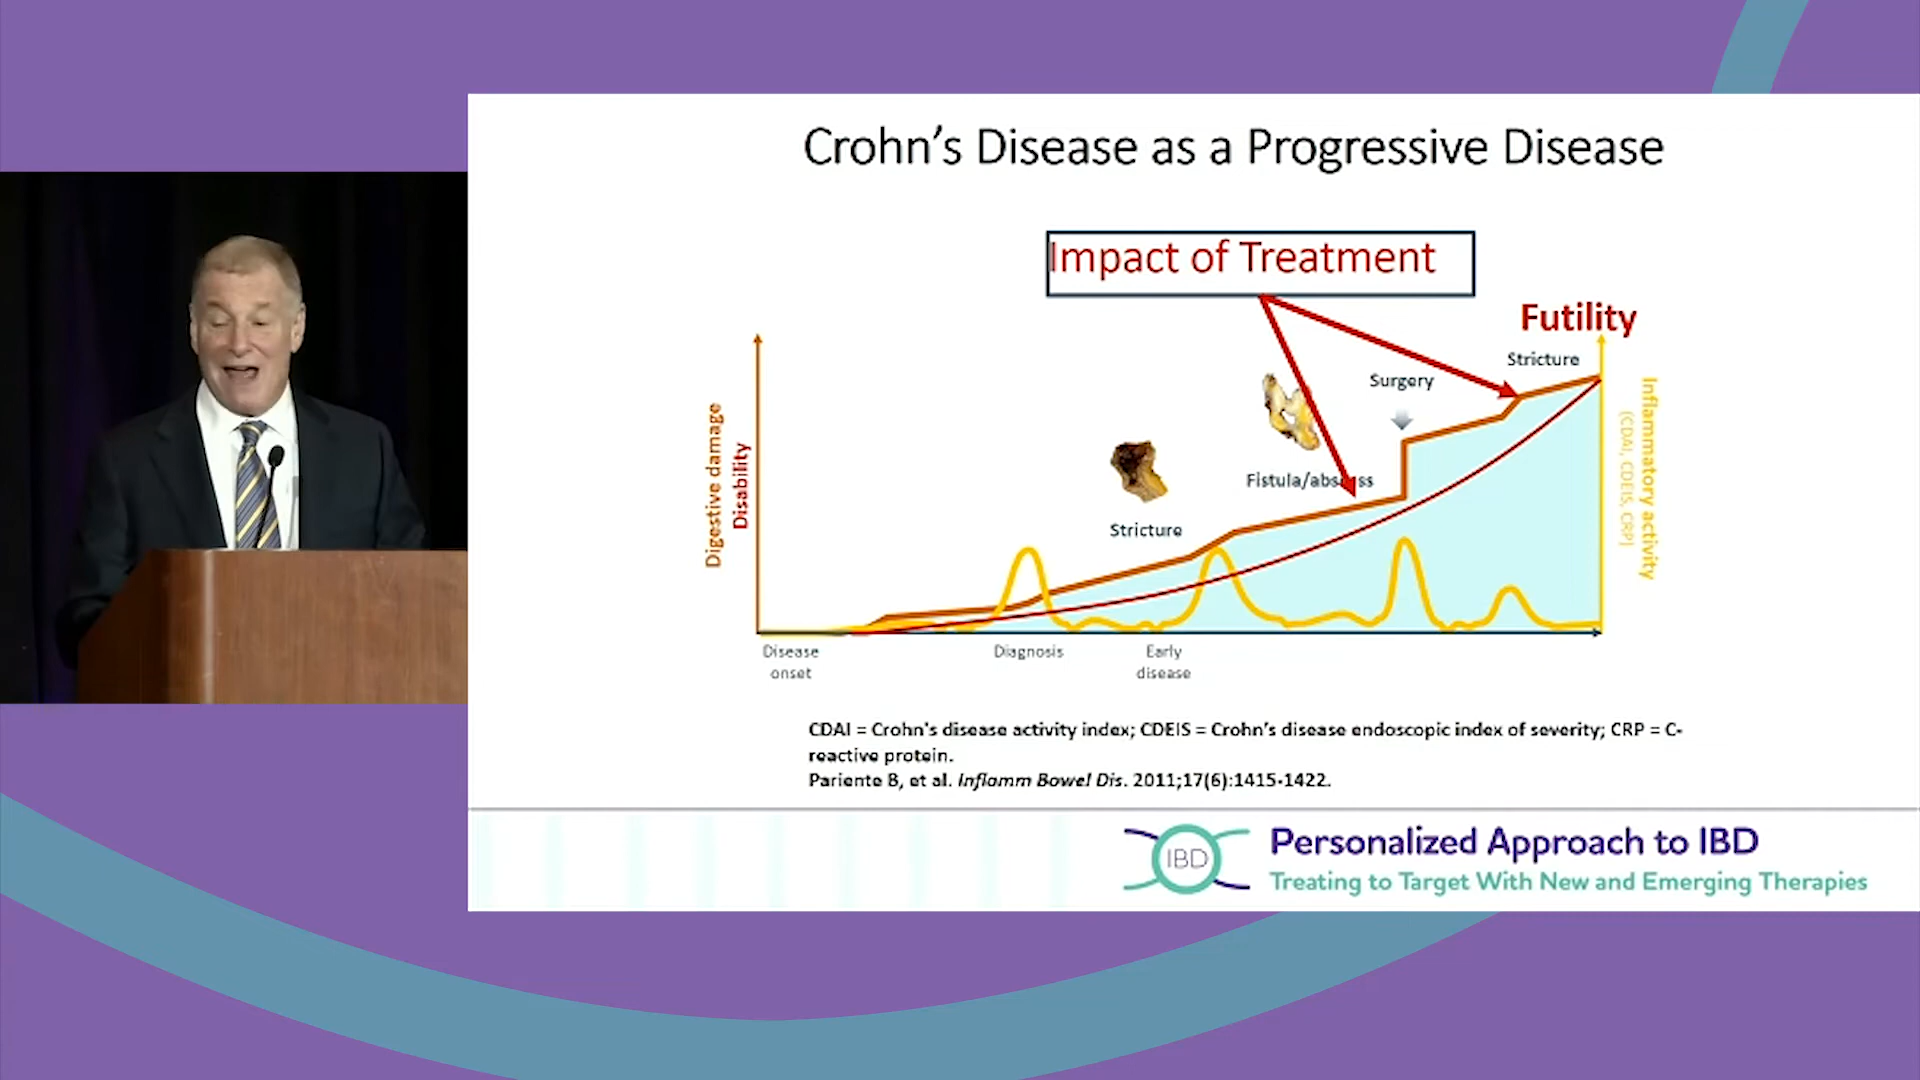 Crohn's Disease as a Progressive Disease
Impact of Treatment
Futility
Stricture
Surgery
Fistula/abscess
Stricture
Digestive damage
Disability
Inflammatory activity
(CDAI, CDEIS, CRP)
Disease
onset
Diagnosis
Early
disease
CDAI = Crohn's disease activity index; CDEIS = Crohn's disease endoscopic index of severity; CRP = C-
reactive protein.
Pariente B, et al. Inflamm Bowel Dis. 2011;17(6):1415-1422.
IBD
Personalized Approach to IBD
Treating to Target With New and Emerging Therapies